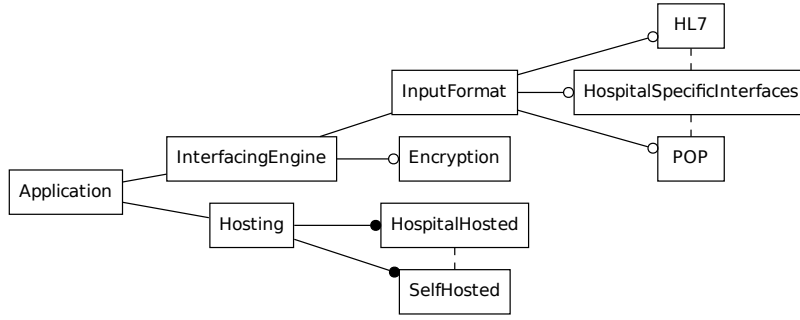 HL7
InputFormat
HospitalSpecificInterfaces
InterfacingEngine
Encryption
POP
Application
Hosting
HospitalHosted
SelfHosted